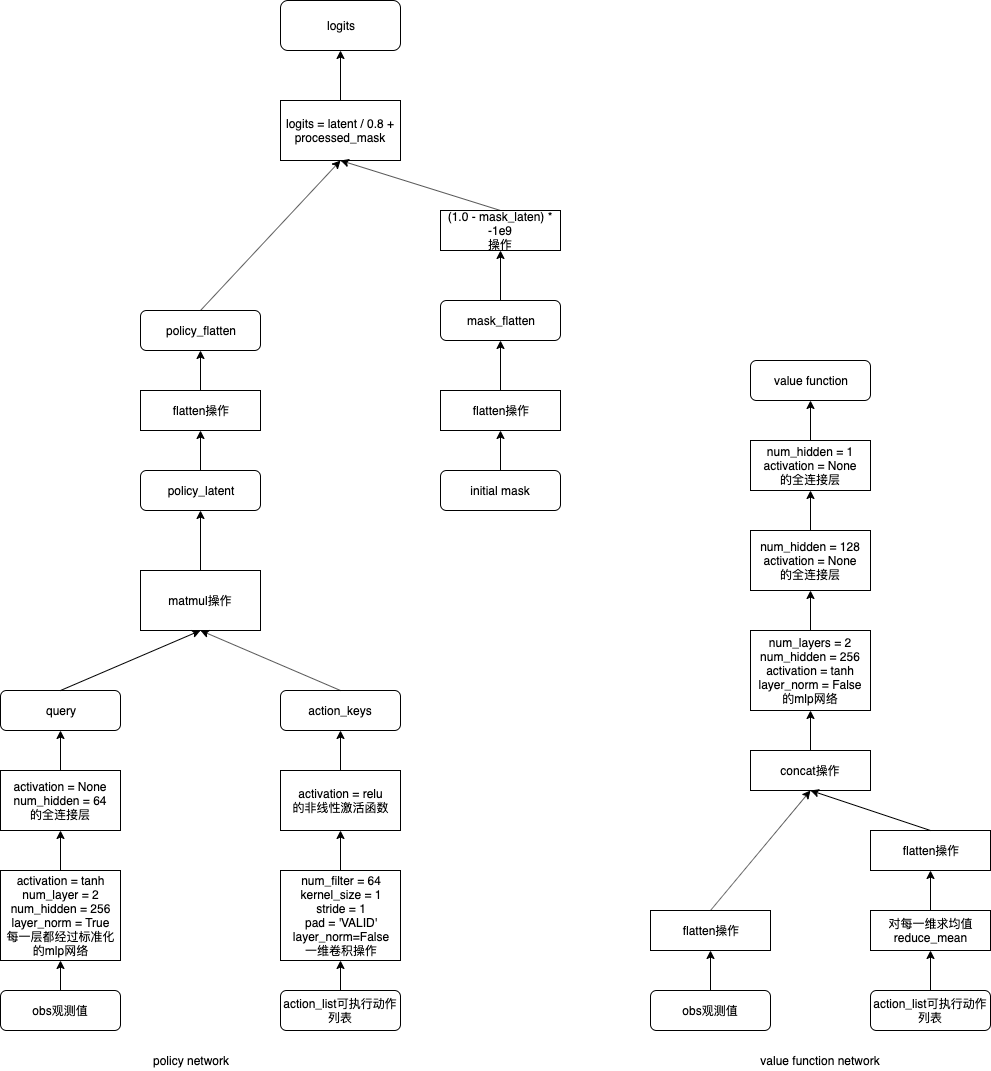 logits
logits = latent / 0.8 +
processed_mask
(1.0 - mask_laten) *
-1e9
操作
policy_flatten
mask_flatten
flatten操作
flatten操作
policy_latent
initial mask
matmul操作
query
action_keys
activation = None
num_hidden = 64
的全连接层
activation = relu
的非线性激活函数
activation = tanh
num_layer = 2
num_hidden = 256
layer_norm = True
每一层都经过标准化
的mlp网络
num_filter = 64
kernel_size = 1
stride = 1
pad = 'VALID'
layer_norm=False
一维卷积操作
obs观测值
action_list可执行动作
列表
policy network
value function
num_hidden = 1
activation = None
的全连接层
num_hidden = 128
activation = None
的全连接层
num_layers = 2
num_hidden = 256
activation = tanh
layer_norm = False
的mlp网络
concat操作
flatten操作
flatten操作
对每一维求均值
reduce_mean
obs观测值
action_list可执行动作
列表
value function network